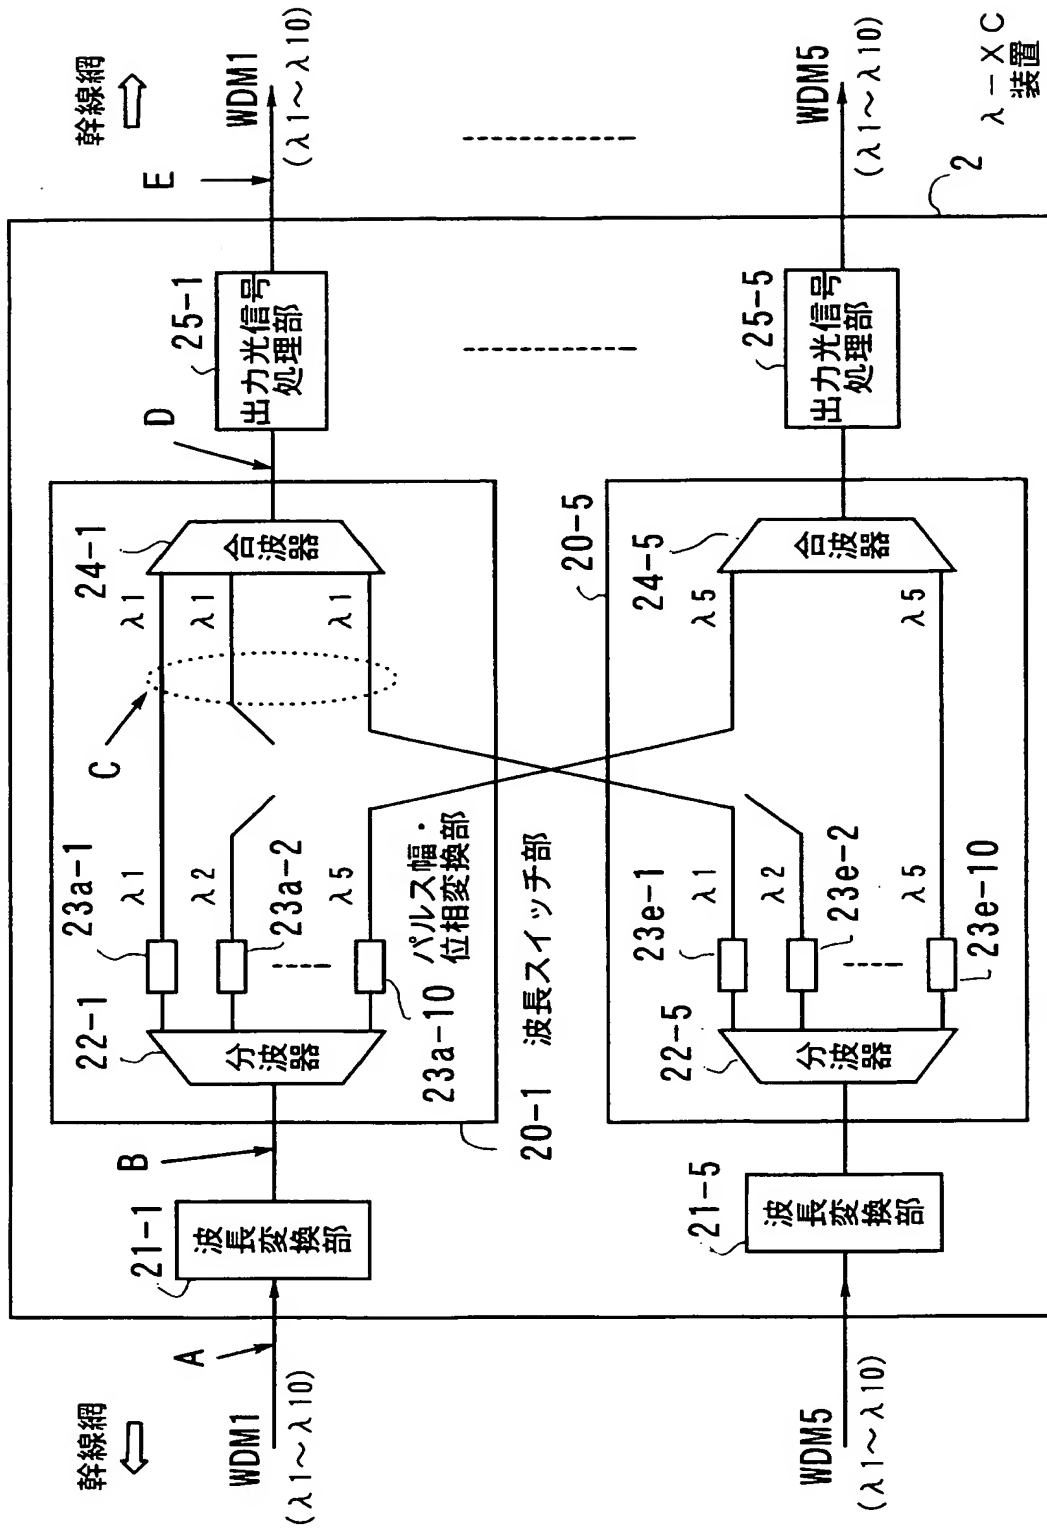 幹線網
WDM1
(λ1～λ10)
A
21-1
波長変換部
B
22-1
分波器
23a-1
λ1
λ2
23a-2
λ5
23a-10
パルス幅・
位相変換部
C
λ1
λ1
λ1
24-1
合波器
D
25-1
出力光信号
処理部
E
幹線網
WDM1
(λ1～λ10)
20-1 波長スイッチ部
WDM5
(λ1～λ10)
21-5
波長変換部
22-5
分波器
23e-1
λ1
λ2
23e-2
λ5
23e-10
λ5
λ5
24-5
合波器
20-5
25-5
出力光信号
処理部
WDM5
(λ1～λ10)
2
λ－XC
装置